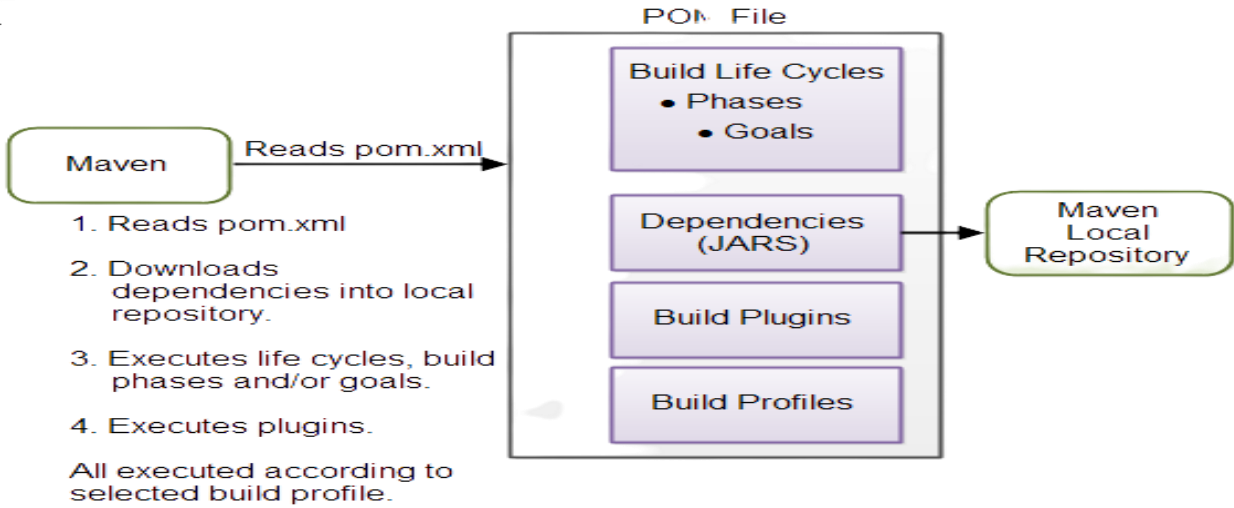 POM File
Build Life Cycles
• Phases
• Goals
Maven
Reads pom.xml
1. Reads pom.xml
2. Downloads
dependencies into local
repository.
3. Executes life cycles, build
phases and/or goals.
4. Executes plugins.
All executed according to
selected build profile.
Dependencies
(JARS)
Build Plugins
Build Profiles
Maven
Local
Repository